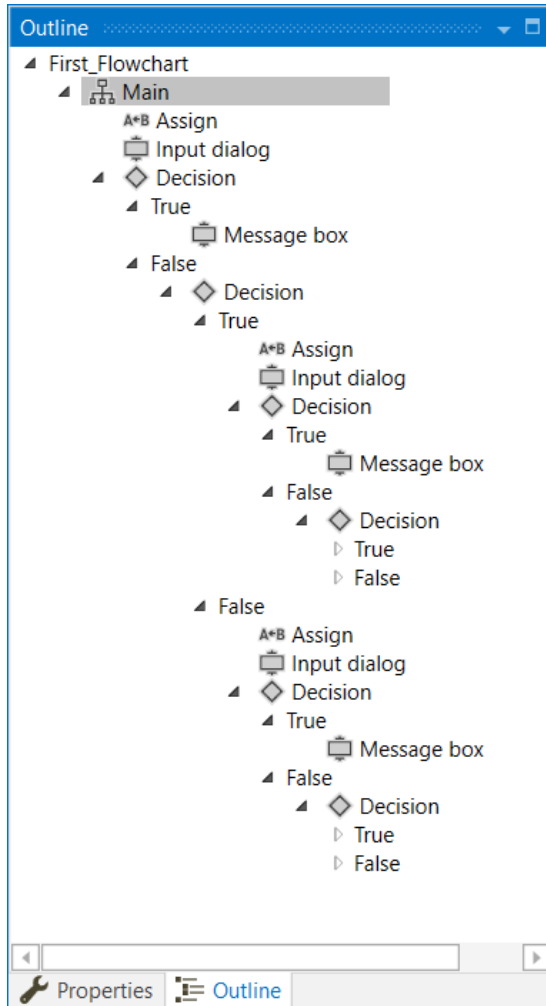 Outline
First_Flowchart
Main
A+B Assign
Input dialog
Decision
True
Message box
False
Decision
True
A+B Assign
Input dialog
Decision
True
Message box
False
Decision
True
False
False
A+B Assign
Input dialog
Decision
True
Message box
False
Decision
True
False
Properties Outline